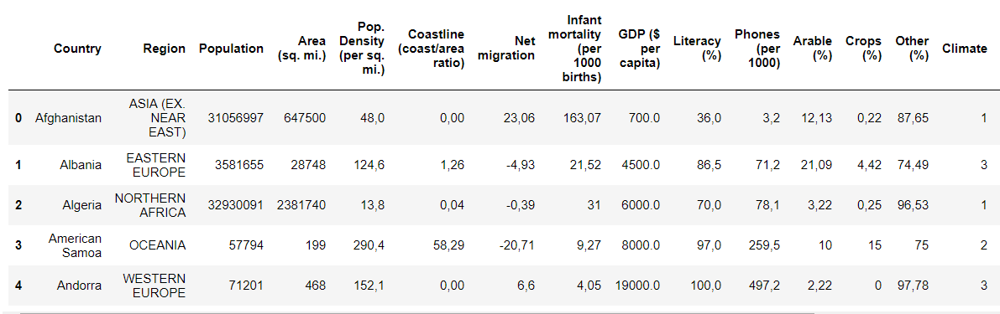 Country Region Population Area (sq. mi.) Pop. Density (per sq. mi.) Coastline (coast/area ratio) Net migration Infant mortality (per 1000 births) GDP ($ per capita) Literacy (%) Phones (per 1000) Arable (%) Crops (%) Other (%) Climate
0 Afghanistan ASIA (EX. NEAR EAST) 31056997 647500 48,0 0,00 23,06 163,07 700.0 36,0 3,2 12,13 0,22 87,65 1
1 Albania EASTERN EUROPE 3581655 28748 124,6 1,26 -4,93 21,52 4500.0 86,5 71,2 21,09 4,42 74,49 3
2 Algeria NORTHERN AFRICA 32930091 2381740 13,8 0,04 -0,39 31 6000.0 70,0 78,1 3,22 0,25 96,53 1
3 American Samoa OCEANIA 57794 199 290,4 58,29 -20,71 9,27 8000.0 97,0 259,5 10 15 75 2
4 Andorra WESTERN EUROPE 71201 468 152,1 0,00 6,6 4,05 19000.0 100,0 497,2 2,22 0 97,78 3